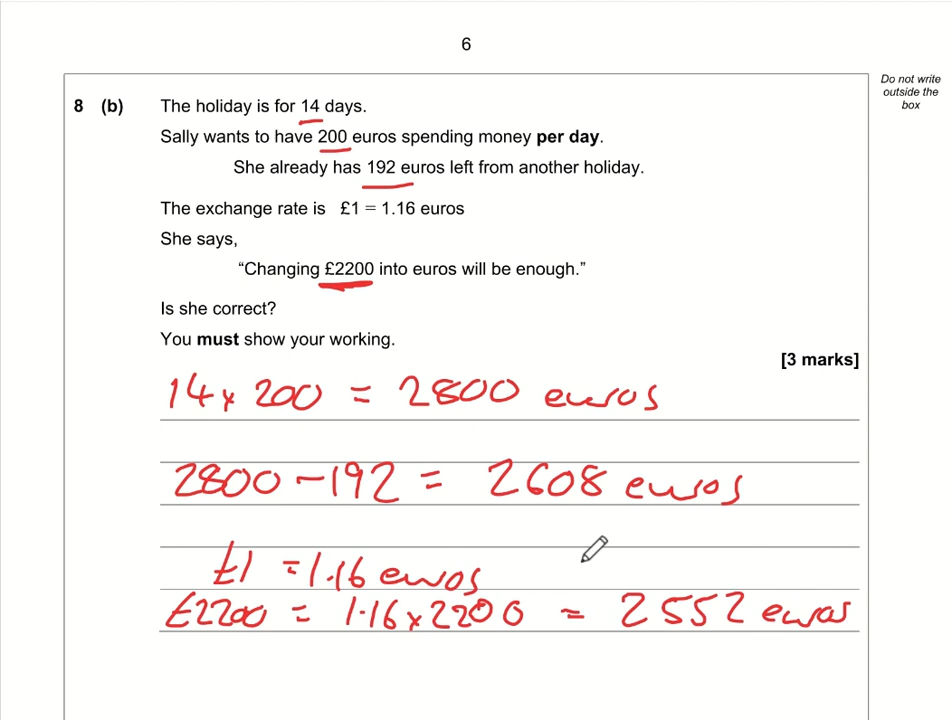 6
Do not write
outside the
box
8 (b) The holiday is for 14 days.
Sally wants to have 200 euros spending money per day.
She already has 192 euros left from another holiday.
The exchange rate is £1 = 1.16 euros
She says,
“Changing £2200 into euros will be enough.”
Is she correct?
You must show your working.
[3 marks]
14 x 200 = 2800 euros
2800 - 192 = 2608 euros
£1 = 1.16 euros
£2200 = 1.16 x 2200 = 2552 euros